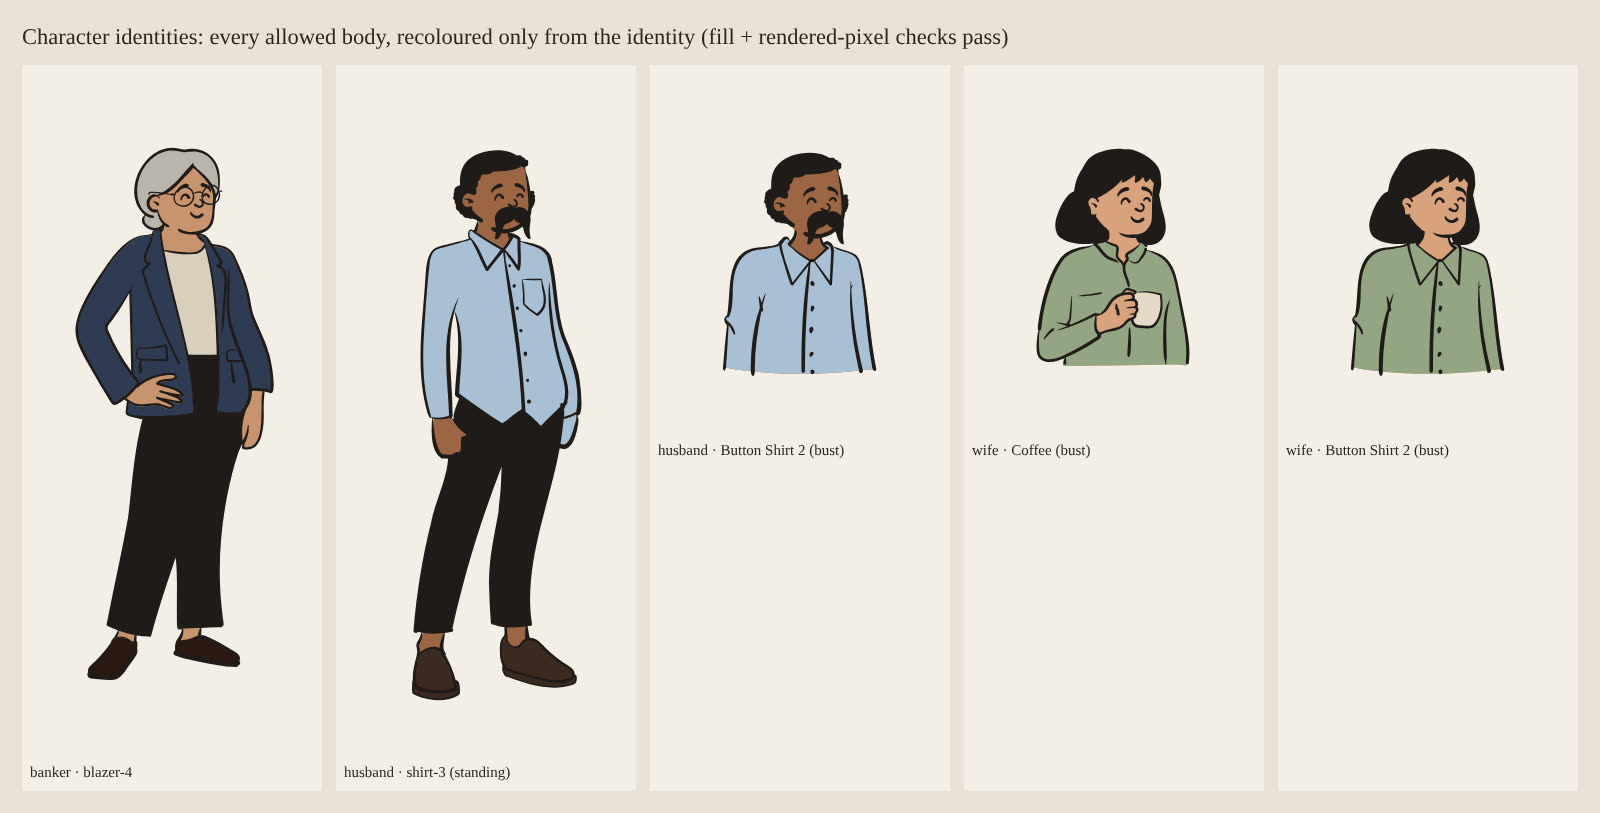 Character identities: every allowed body, recoloured only from the identity (fill + rendered-pixel checks pass)
husband · Button Shirt 2 (bust)
wife · Coffee (bust)
wife · Button Shirt 2 (bust)
banker · blazer-4
husband · shirt-3 (standing)